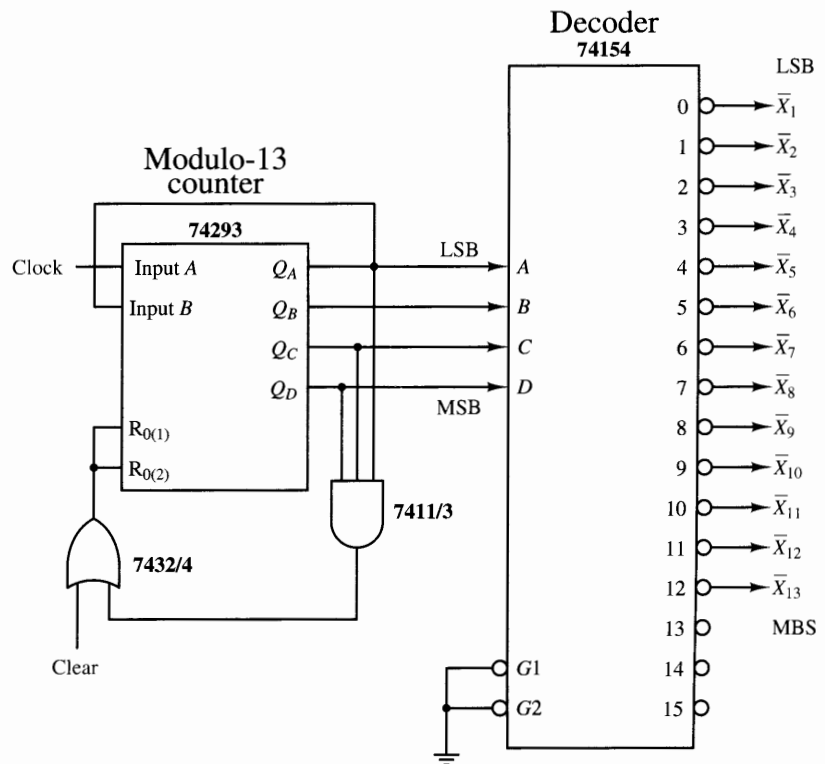 Decoder
74154
LSB
0 X̅₁
1 X̅₂
Modulo-13
counter
2 X̅₃
74293
3 X̅₄
LSB
Clock Input A Q_A A 4 X̅₅
Input B Q_B B 5 X̅₆
Q_C C 6 X̅₇
Q_D D 7 X̅₈
MSB
R₀₍₁₎ 8 X̅₉
R₀₍₂₎ 9 X̅₁₀
7411/3 10 X̅₁₁
11 X̅₁₂
7432/4
12 X̅₁₃
13 MBS
Clear G1 14
G2 15